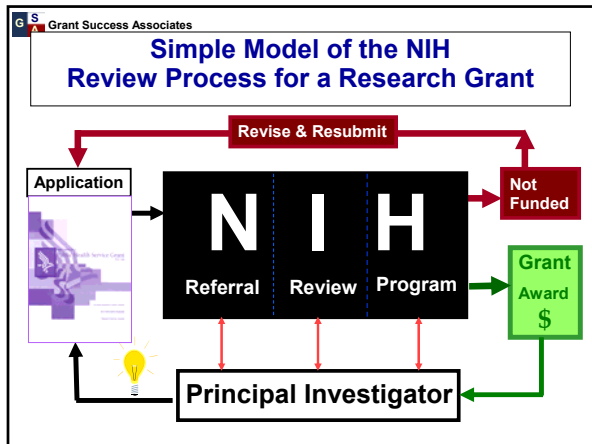 G S A Grant Success Associates
Simple Model of the NIH
Review Process for a Research Grant
Revise & Resubmit
Application
Not
Funded
N I H
Referral Review Program
Grant
Award
$
Principal Investigator